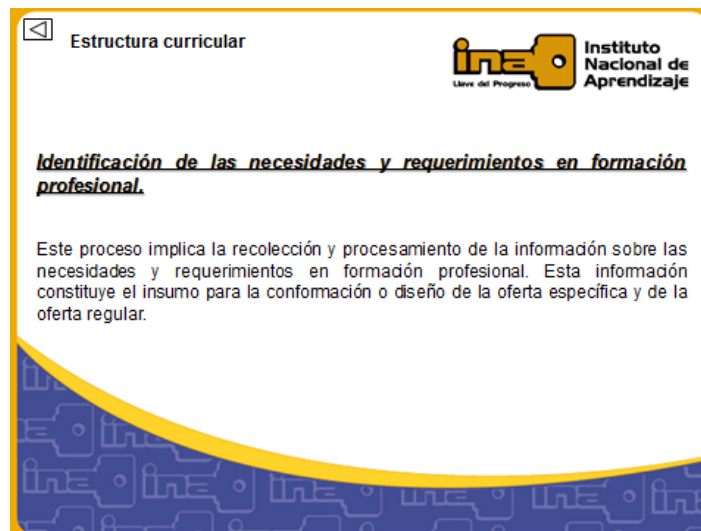 Estructura curricular
ina
Llave del Progreso
Instituto
Nacional de
Aprendizaje
Identificación de las necesidades y requerimientos en formación
profesional.
Este proceso implica la recolección y procesamiento de la información sobre las
necesidades y requerimientos en formación profesional. Esta información
constituye el insumo para la conformación o diseño de la oferta específica y de la
oferta regular.